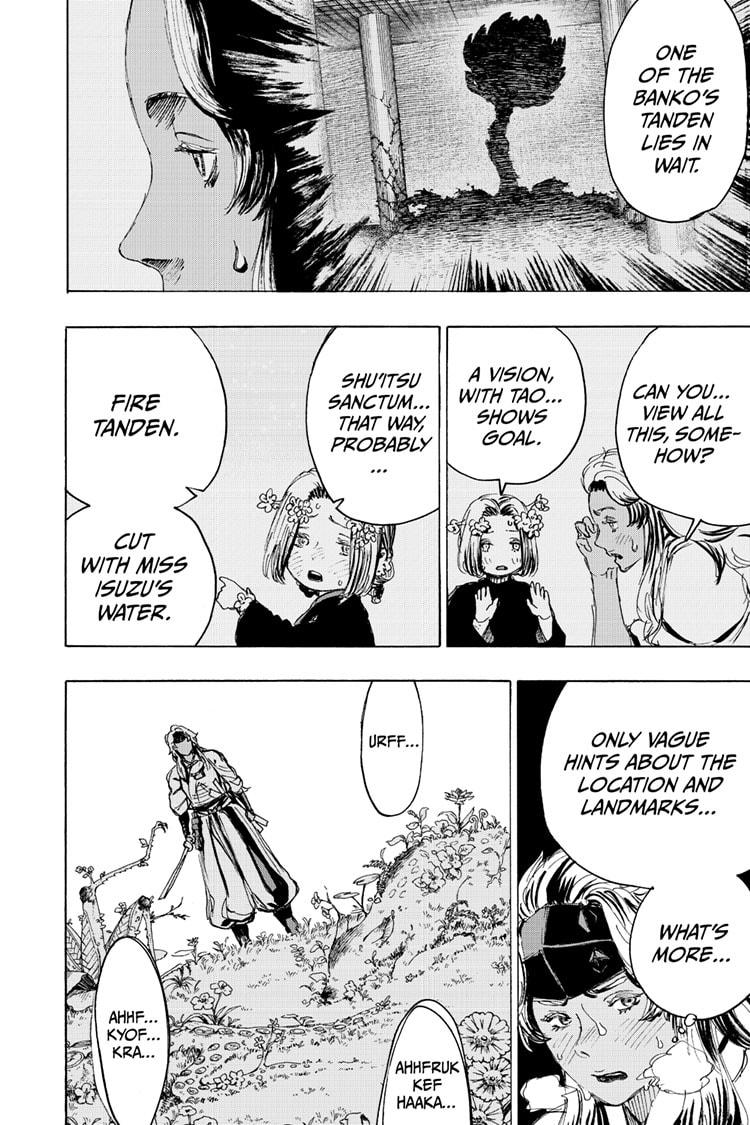 ONE
OF THE
BANKO'S
TANDEN
LIES IN
WAIT.
CAN YOU...
VIEW ALL
THIS, SOME-
HOW?
A VISION,
WITH TAO...
SHOWS
GOAL.
SHU'ITSU
SANCTUM...
THAT WAY,
PROBABLY
...
FIRE
TANDEN.
CUT
WITH MISS
ISUZU'S
WATER.
ONLY VAGUE
HINTS ABOUT THE
LOCATION AND
LANDMARKS...
WHAT'S
MORE...
URFF...
AHHFRUK
KEF
HAAKA...
AHHF...
KYOF...
KRA...